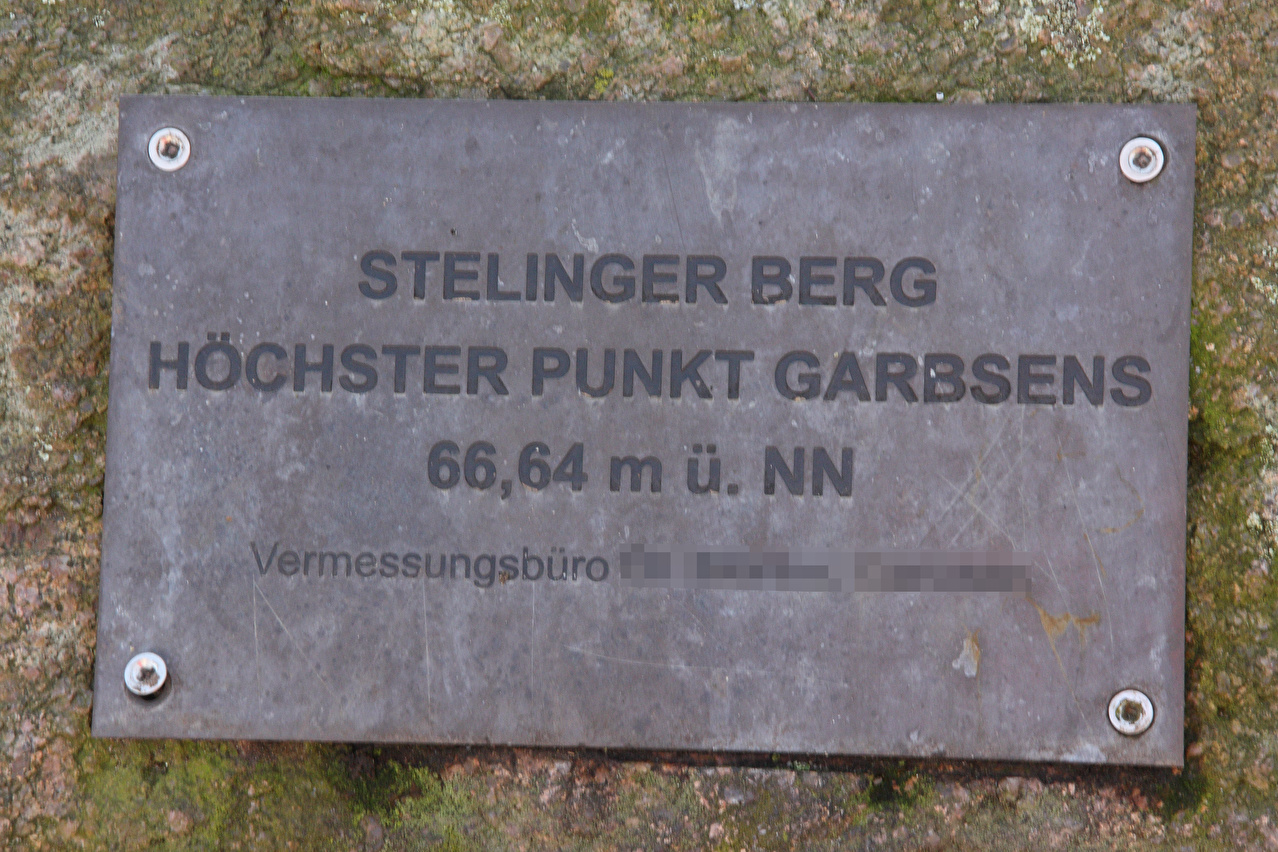 STELINGER BERG
HÖCHSTER PUNKT GARBSENS
66,64 m ü. NN
Vermessungsbüro